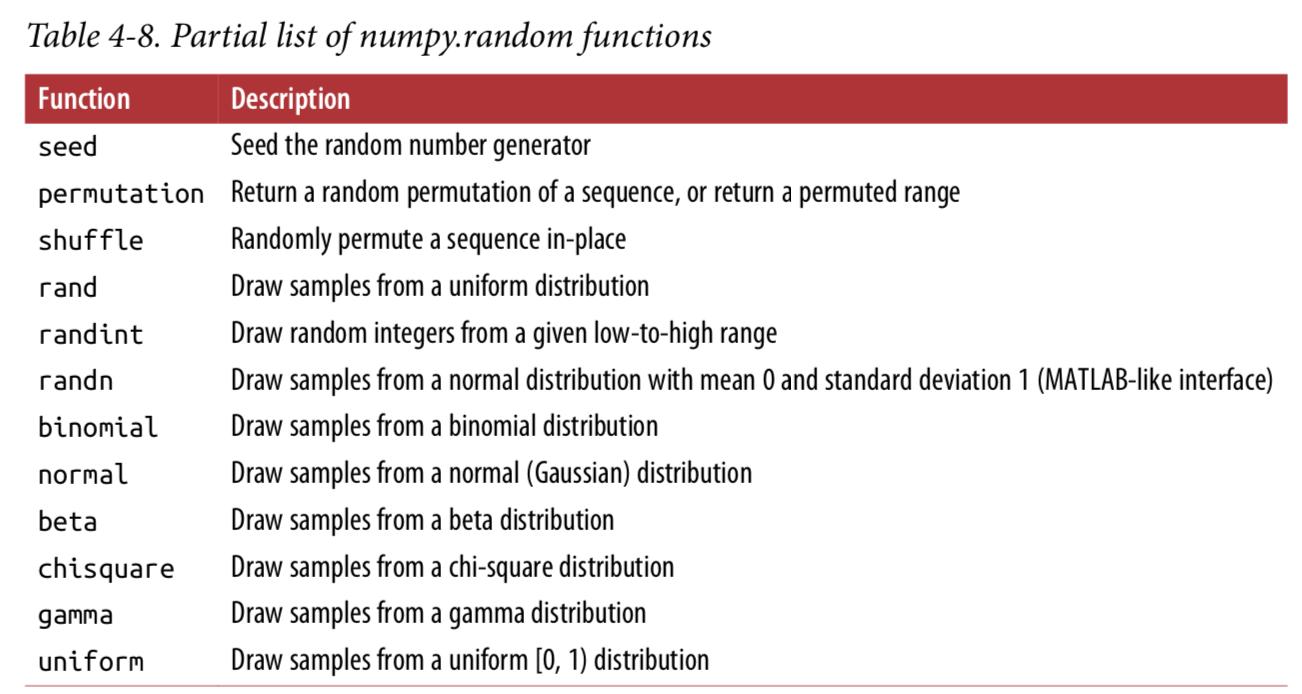 Table 4-8. Partial list of numpy.random functions
Function Description
seed Seed the random number generator
permutation Return a random permutation of a sequence, or return a permuted range
shuffle Randomly permute a sequence in-place
rand Draw samples from a uniform distribution
randint Draw random integers from a given low-to-high range
randn Draw samples from a normal distribution with mean 0 and standard deviation 1 (MATLAB-like interface)
binomial Draw samples from a binomial distribution
normal Draw samples from a normal (Gaussian) distribution
beta Draw samples from a beta distribution
chisquare Draw samples from a chi-square distribution
gamma Draw samples from a gamma distribution
uniform Draw samples from a uniform [0, 1) distribution